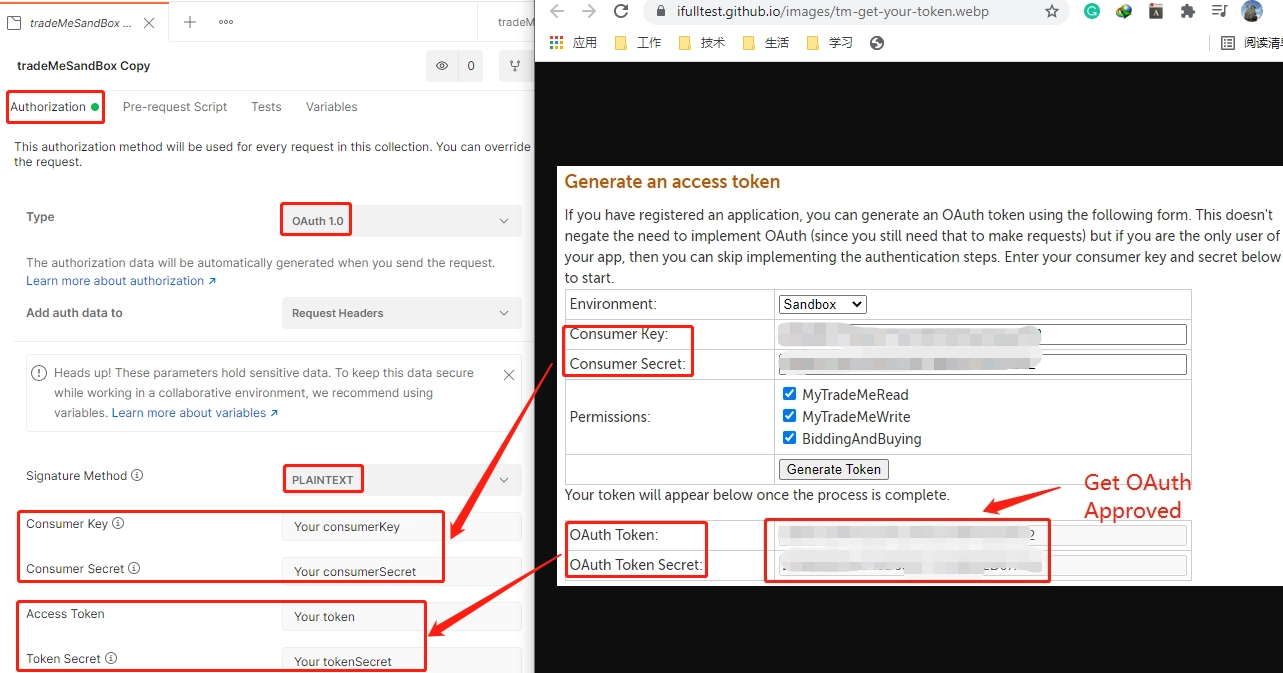 tradeMeSandBox ...
tradeM
tradeMeSandBox Copy
0
Authorization
Pre-request Script
Tests
Variables
This authorization method will be used for every request in this collection. You can override
the request.
Type
OAuth 1.0
The authorization data will be automatically generated when you send the request.
Learn more about authorization ↗
Add auth data to
Request Headers
Heads up! These parameters hold sensitive data. To keep this data secure
while working in a collaborative environment, we recommend using
variables. Learn more about variables ↗
Signature Method
PLAINTEXT
Consumer Key
Your consumerKey
Consumer Secret
Your consumerSecret
Access Token
Your token
Token Secret
Your tokenSecret
ifulltest.github.io/images/tm-get-your-token.webp
应用
工作
技术
生活
学习
阅读清单
Generate an access token
If you have registered an application, you can generate an OAuth token using the following form. This doesn't
negate the need to implement OAuth (since you still need that to make requests) but if you are the only user of
your app, then you can skip implementing the authentication steps. Enter your consumer key and secret below
to start.
Environment:
Sandbox
Consumer Key:
Consumer Secret:
Permissions:
MyTradeMeRead
MyTradeMeWrite
BiddingAndBuying
Generate Token
Your token will appear below once the process is complete.
Get OAuth
Approved
OAuth Token:
2
OAuth Token Secret: